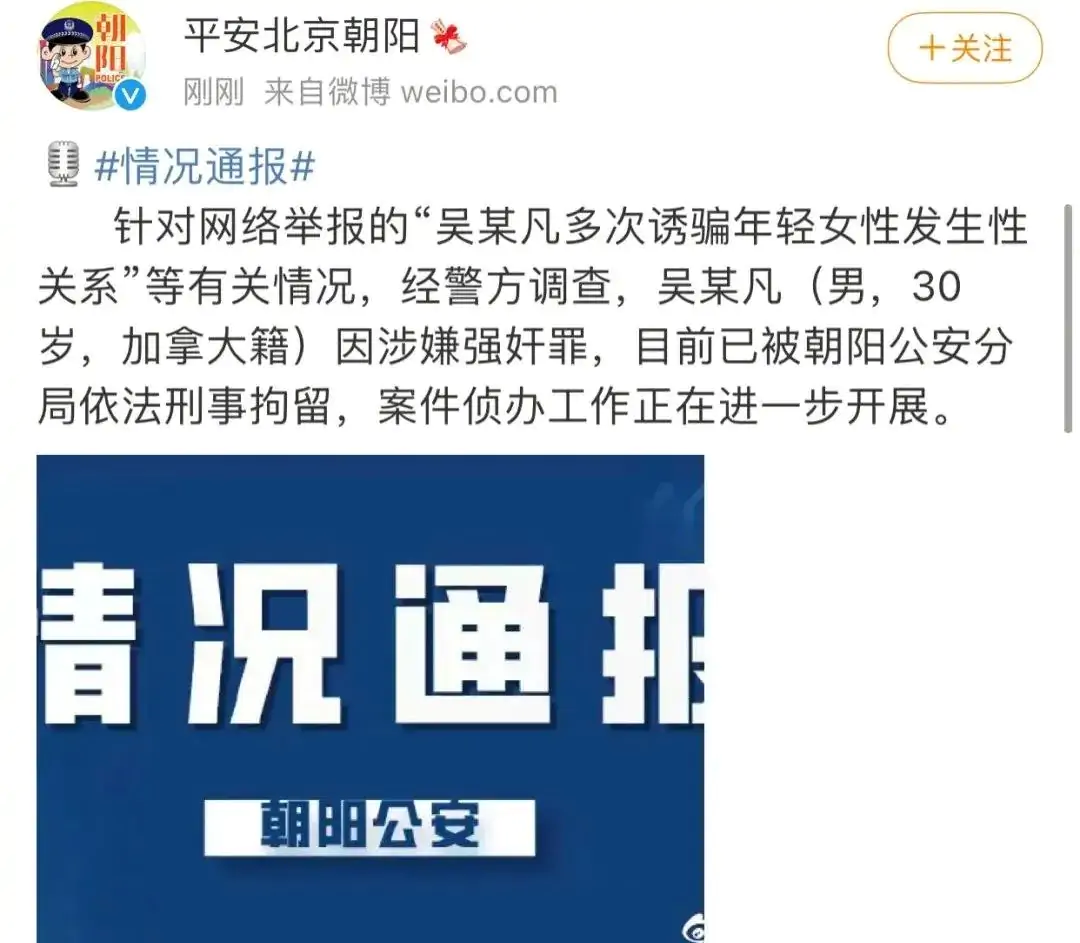 朝阳
POLICE
平安北京朝阳
+关注
刚刚 来自微博 weibo.com
#情况通报#
针对网络举报的“吴某凡多次诱骗年轻女性发生性
关系”等有关情况，经警方调查，吴某凡（男，30
岁，加拿大籍）因涉嫌强奸罪，目前已被朝阳公安分
局依法刑事拘留，案件侦办工作正在进一步开展。
情况通报
朝阳公安